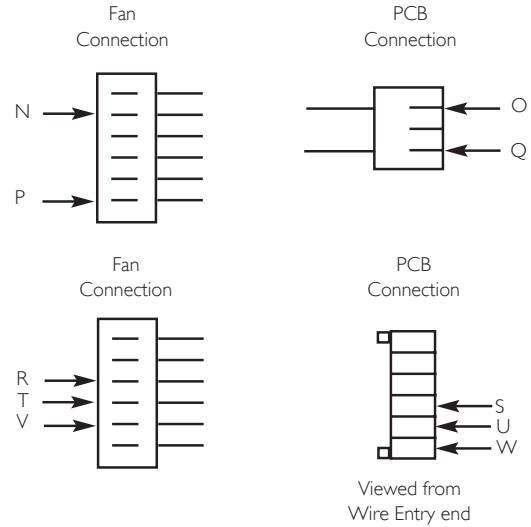 Fan
Connection
PCB
Connection
N
P
O
Q
Fan
Connection
PCB
Connection
R
T
V
S
U
W
Viewed from
Wire Entry end